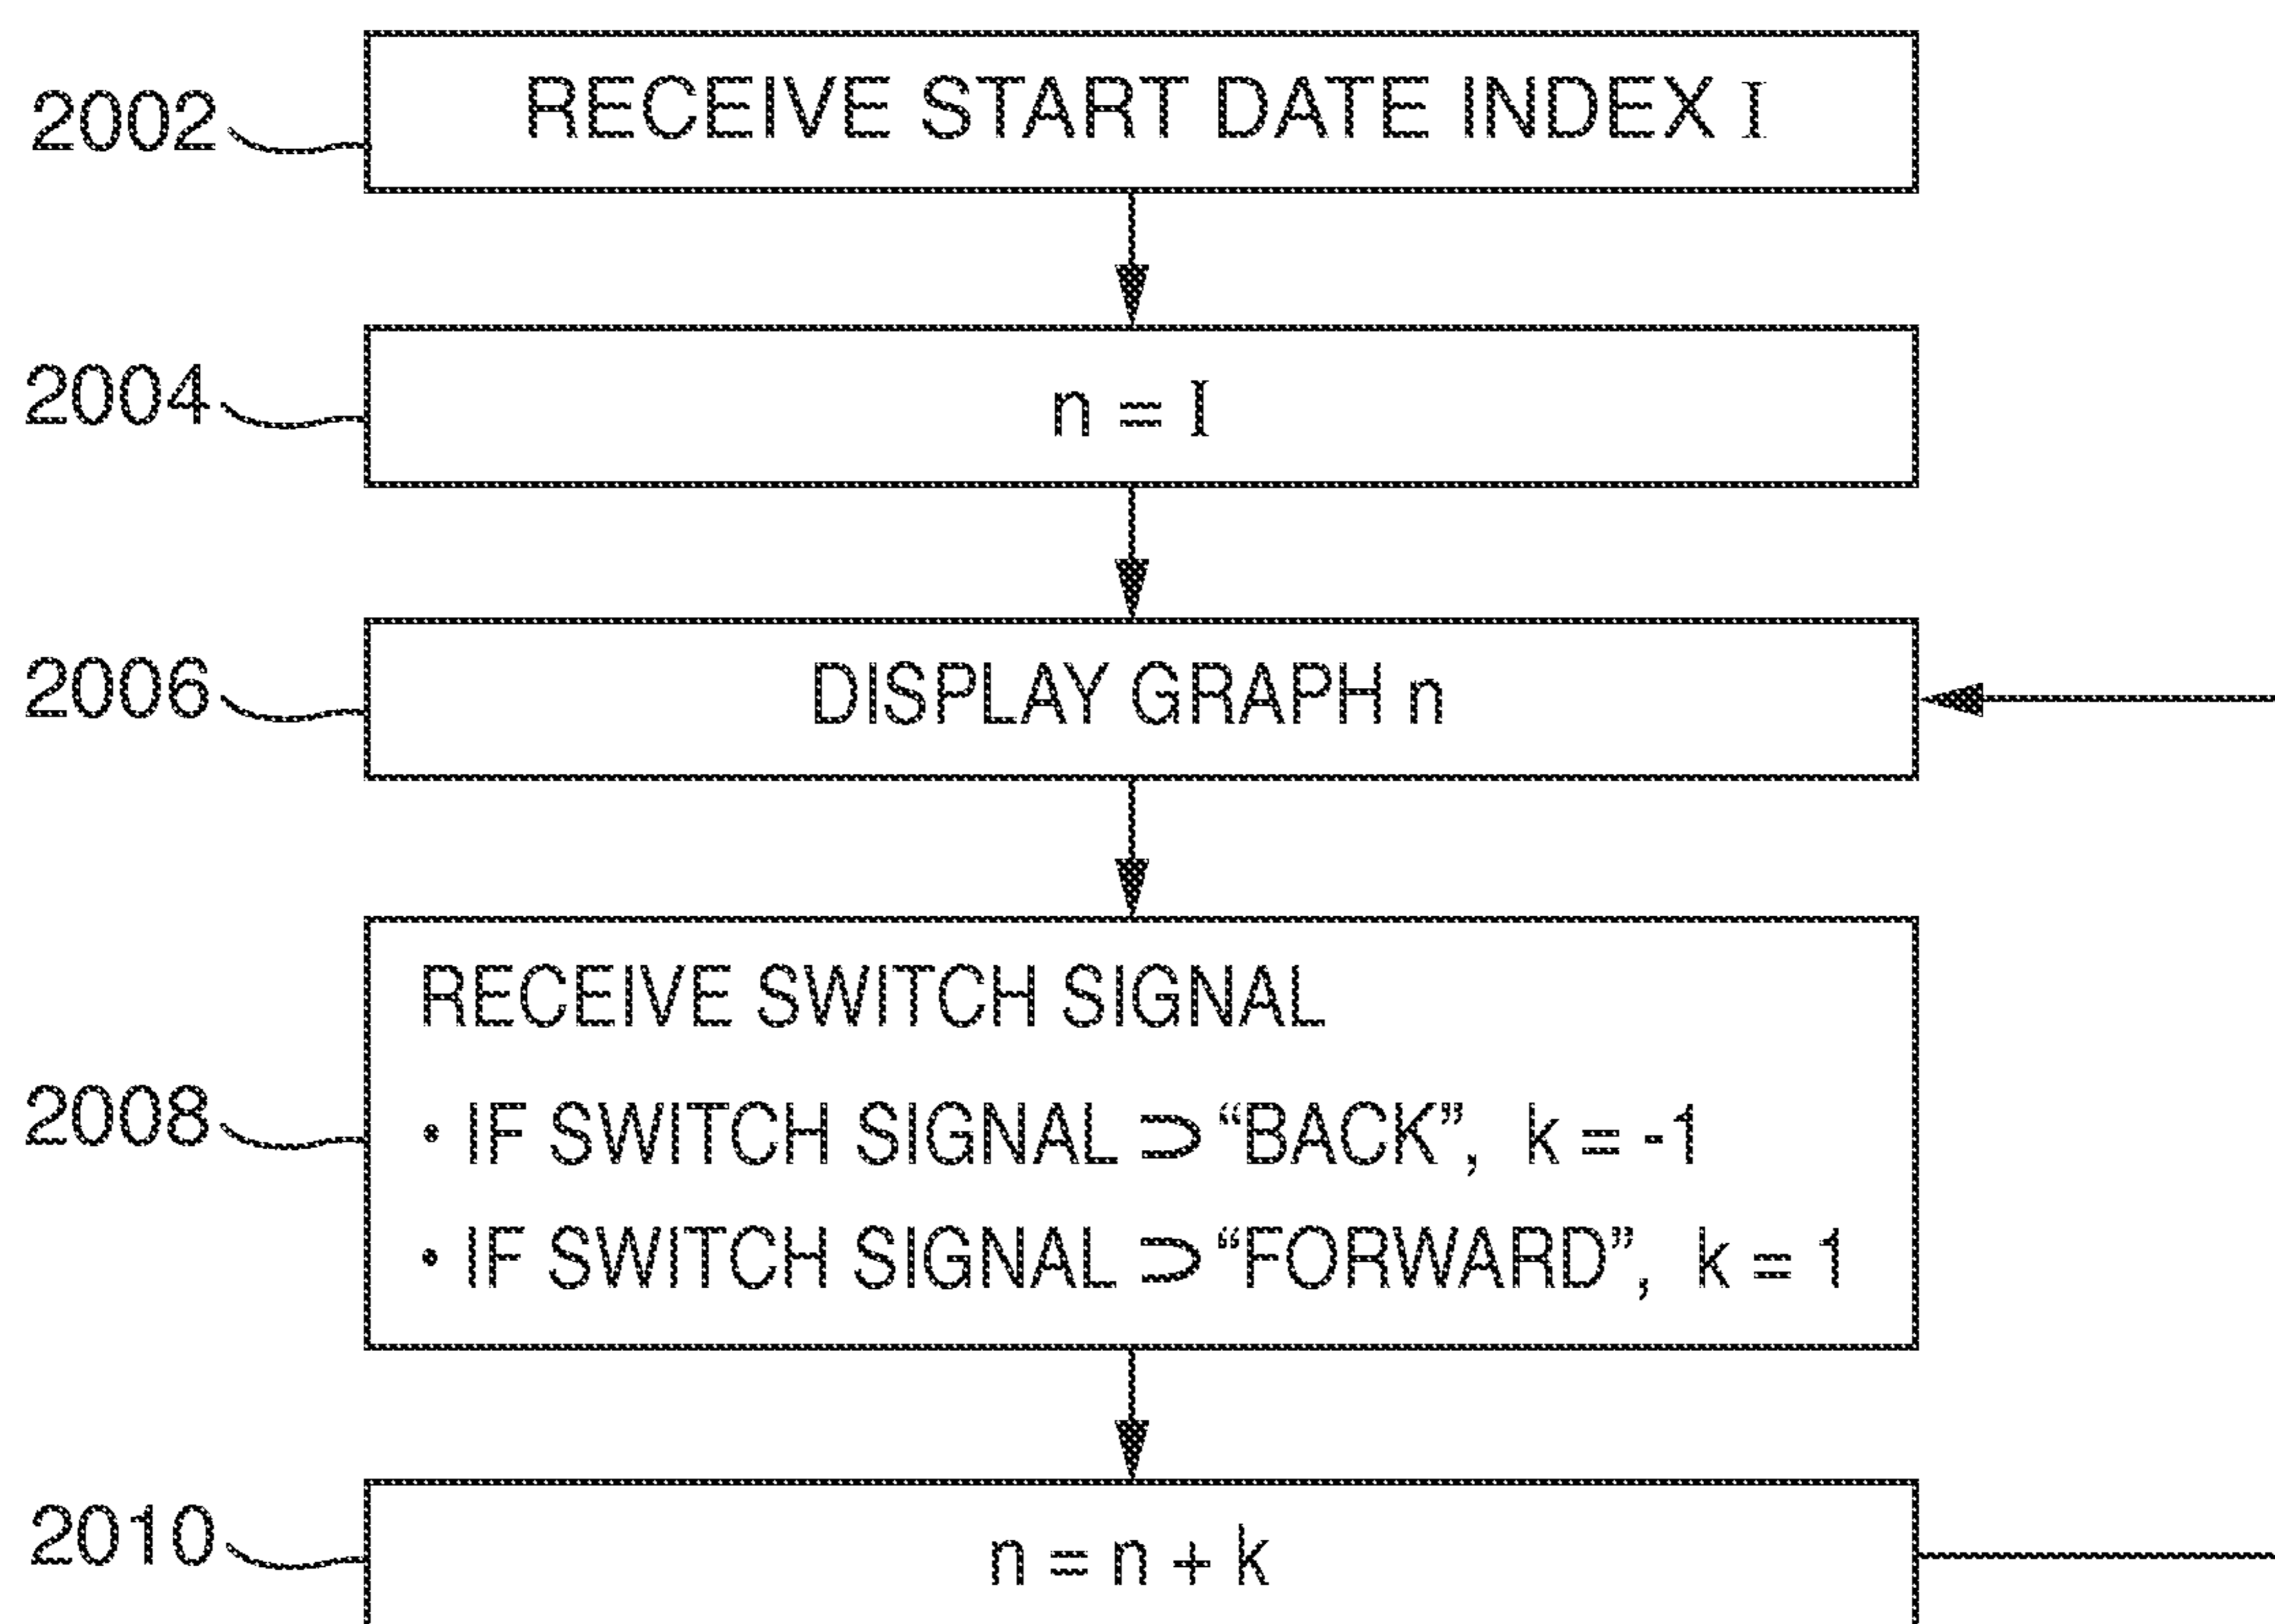 2002 RECEIVE START DATE INDEX I
2004 n = I
2006 DISPLAY GRAPH n
RECEIVE SWITCH SIGNAL
2008 • IF SWITCH SIGNAL ⊃ “BACK”, k = -1
• IF SWITCH SIGNAL ⊃ “FORWARD”, k = 1
2010 n = n + k